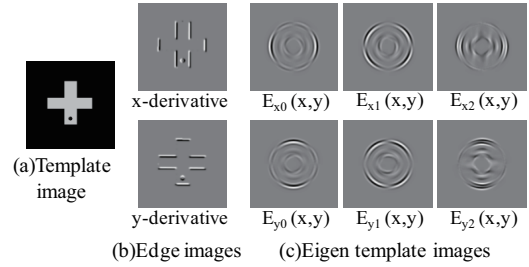 x-derivative
E_x0 (x,y)
E_x1 (x,y)
E_x2 (x,y)
(a)Template
image
y-derivative
E_y0 (x,y)
E_y1 (x,y)
E_y2 (x,y)
(b)Edge images
(c)Eigen template images